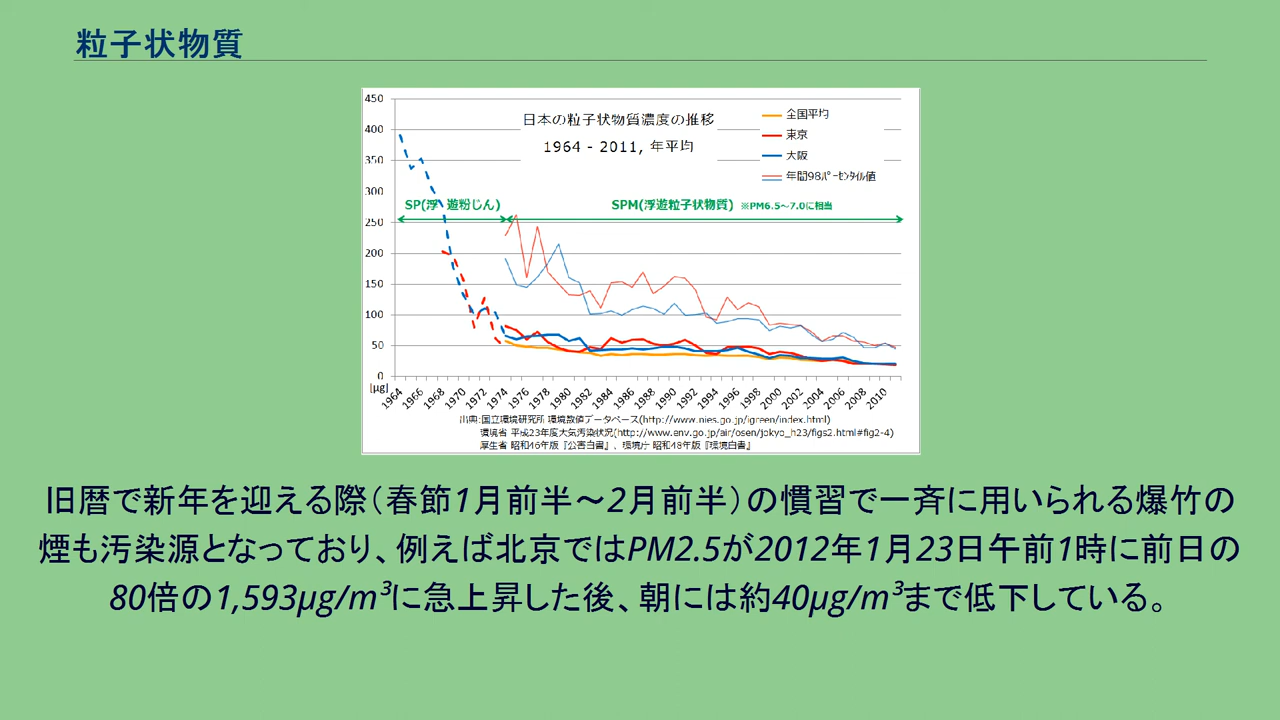 粒子状物質
450
400
350
300
250
200
150
100
50
0
[μg]
日本の粒子状物質濃度の推移
1964 - 2011, 年平均
全国平均
東京
大阪
年間98ﾊﾟｰｾﾝﾀｲﾙ値
SP(浮 遊粉じん)
SPM(浮遊粒子状物質) ※PM6.5～7.0に相当
1964 1966 1968 1970 1972 1974 1976 1978 1980 1982 1984 1986 1988 1990 1992 1994 1996 1998 2000 2002 2004 2006 2008 2010
出典:国立環境研究所 環境数値データベース(http://www.nies.go.jp/igreen/index.html)
環境省 平成23年度大気汚染状況(http://www.env.go.jp/air/osen/jokyo_h23/figs2.html#fig2-4)
厚生省 昭和46年版『公害白書』、環境庁 昭和48年版『環境白書』
旧暦で新年を迎える際（春節1月前半～2月前半）の慣習で一斉に用いられる爆竹の
煙も汚染源となっており、例えば北京ではPM2.5が2012年1月23日午前1時に前日の
80倍の1,593μg/m³に急上昇した後、朝には約40μg/m³まで低下している。